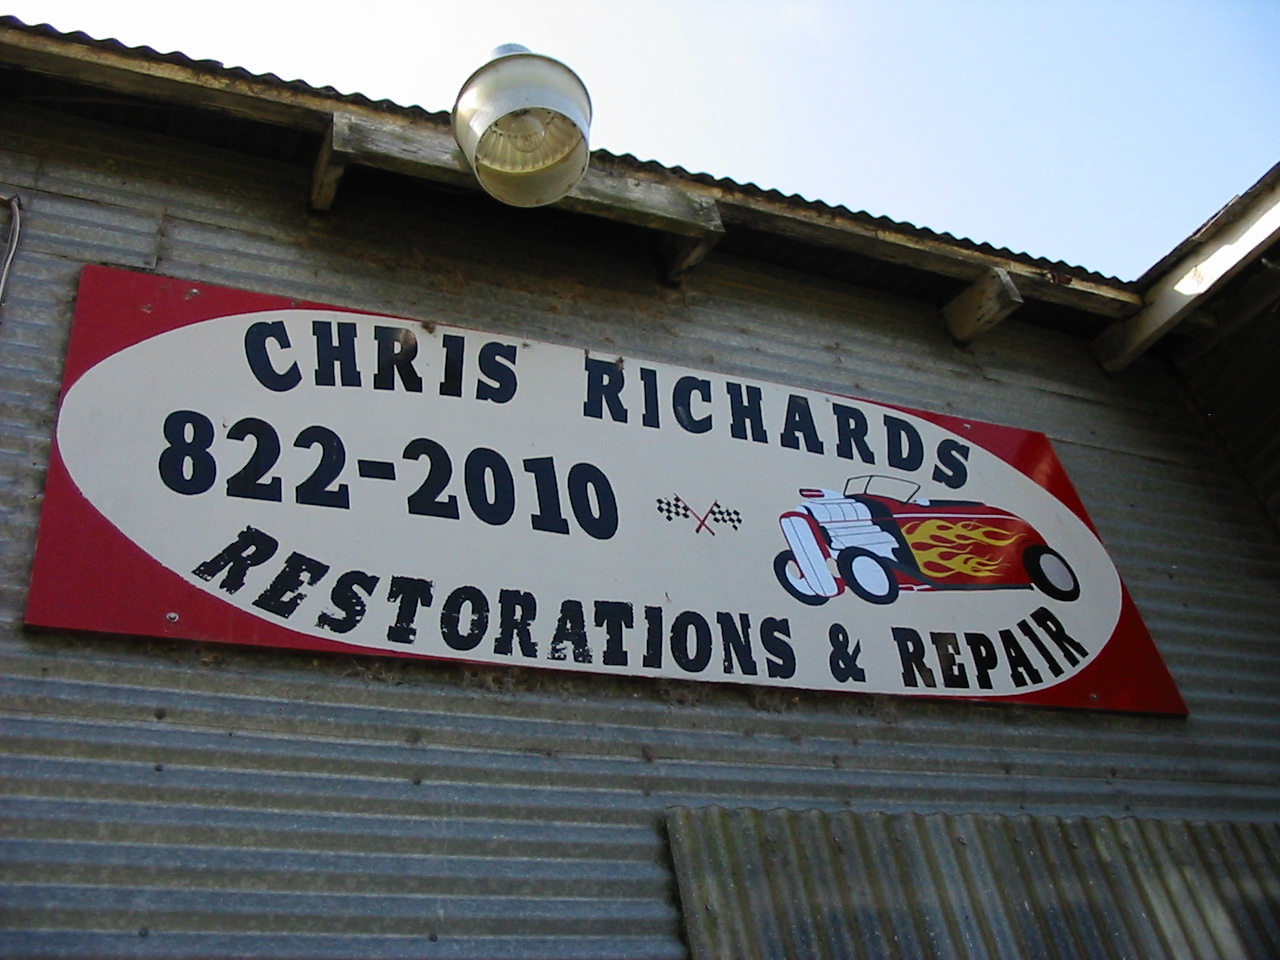 CHRIS RICHARDS
822-2010
RESTORATIONS & REPAIR